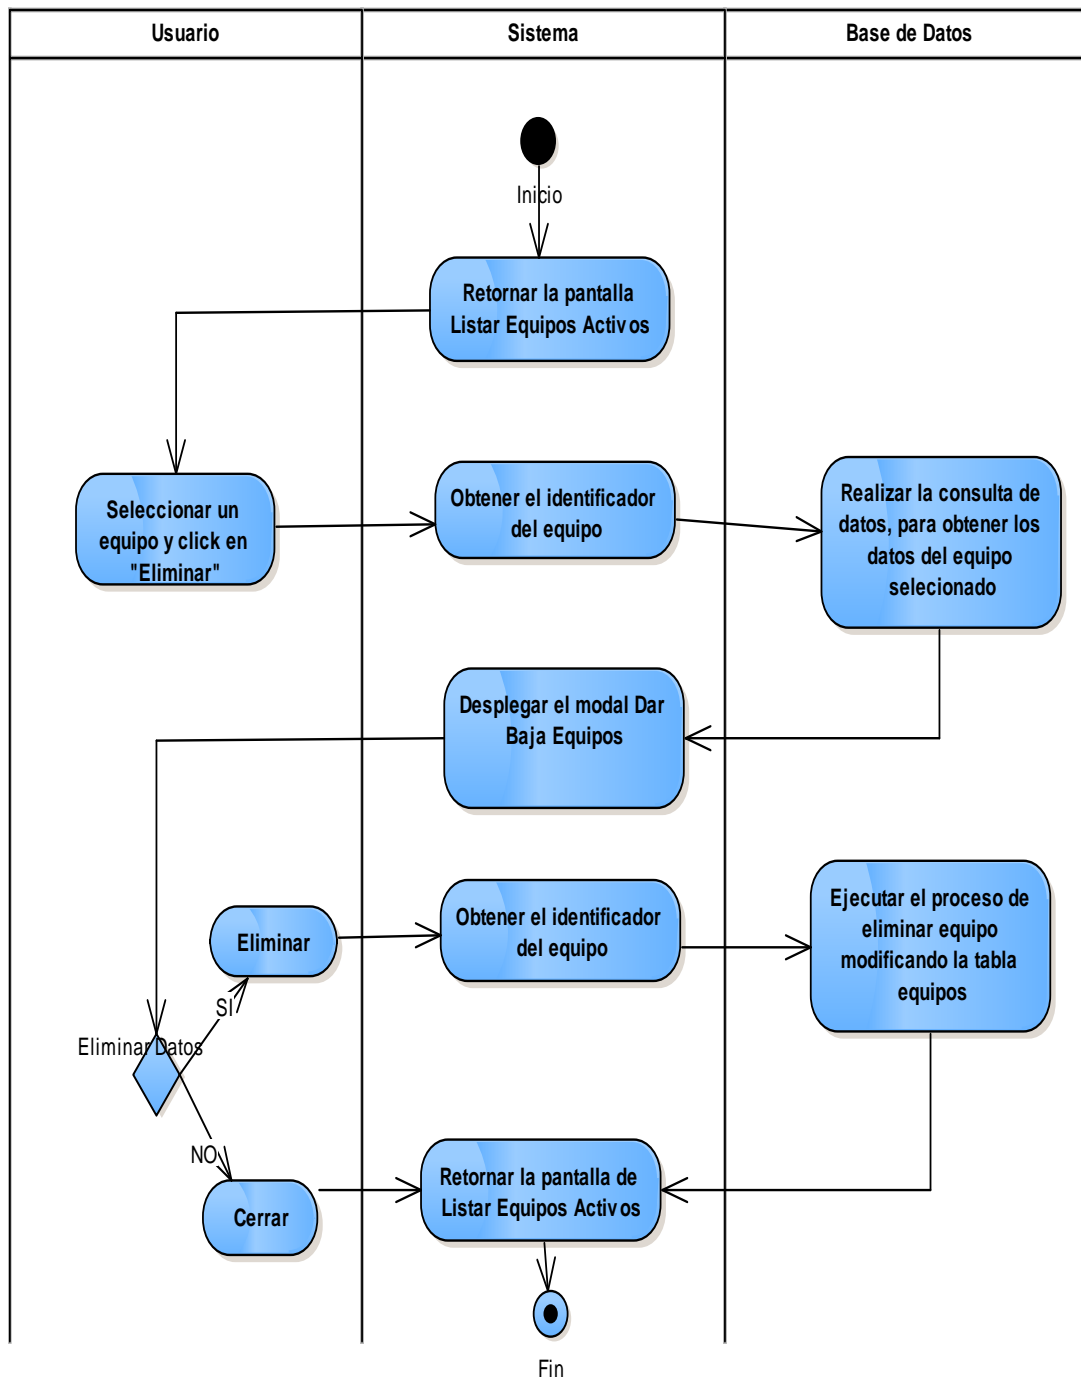 Usuario
Sistema
Base de Datos
Inicio
Retornar la pantalla
Listar Equipos Activos
Seleccionar un
equipo y click en
"Eliminar"
Obtener el identificador
del equipo
Realizar la consulta de
datos, para obtener los
datos del equipo
selecionado
Desplegar el modal Dar
Baja Equipos
Eliminar
Obtener el identificador
del equipo
Ejecutar el proceso de
eliminar equipo
modificando la tabla
equipos
SI
Eliminar Datos
NO
Cerrar
Retornar la pantalla de
Listar Equipos Activos
Fin